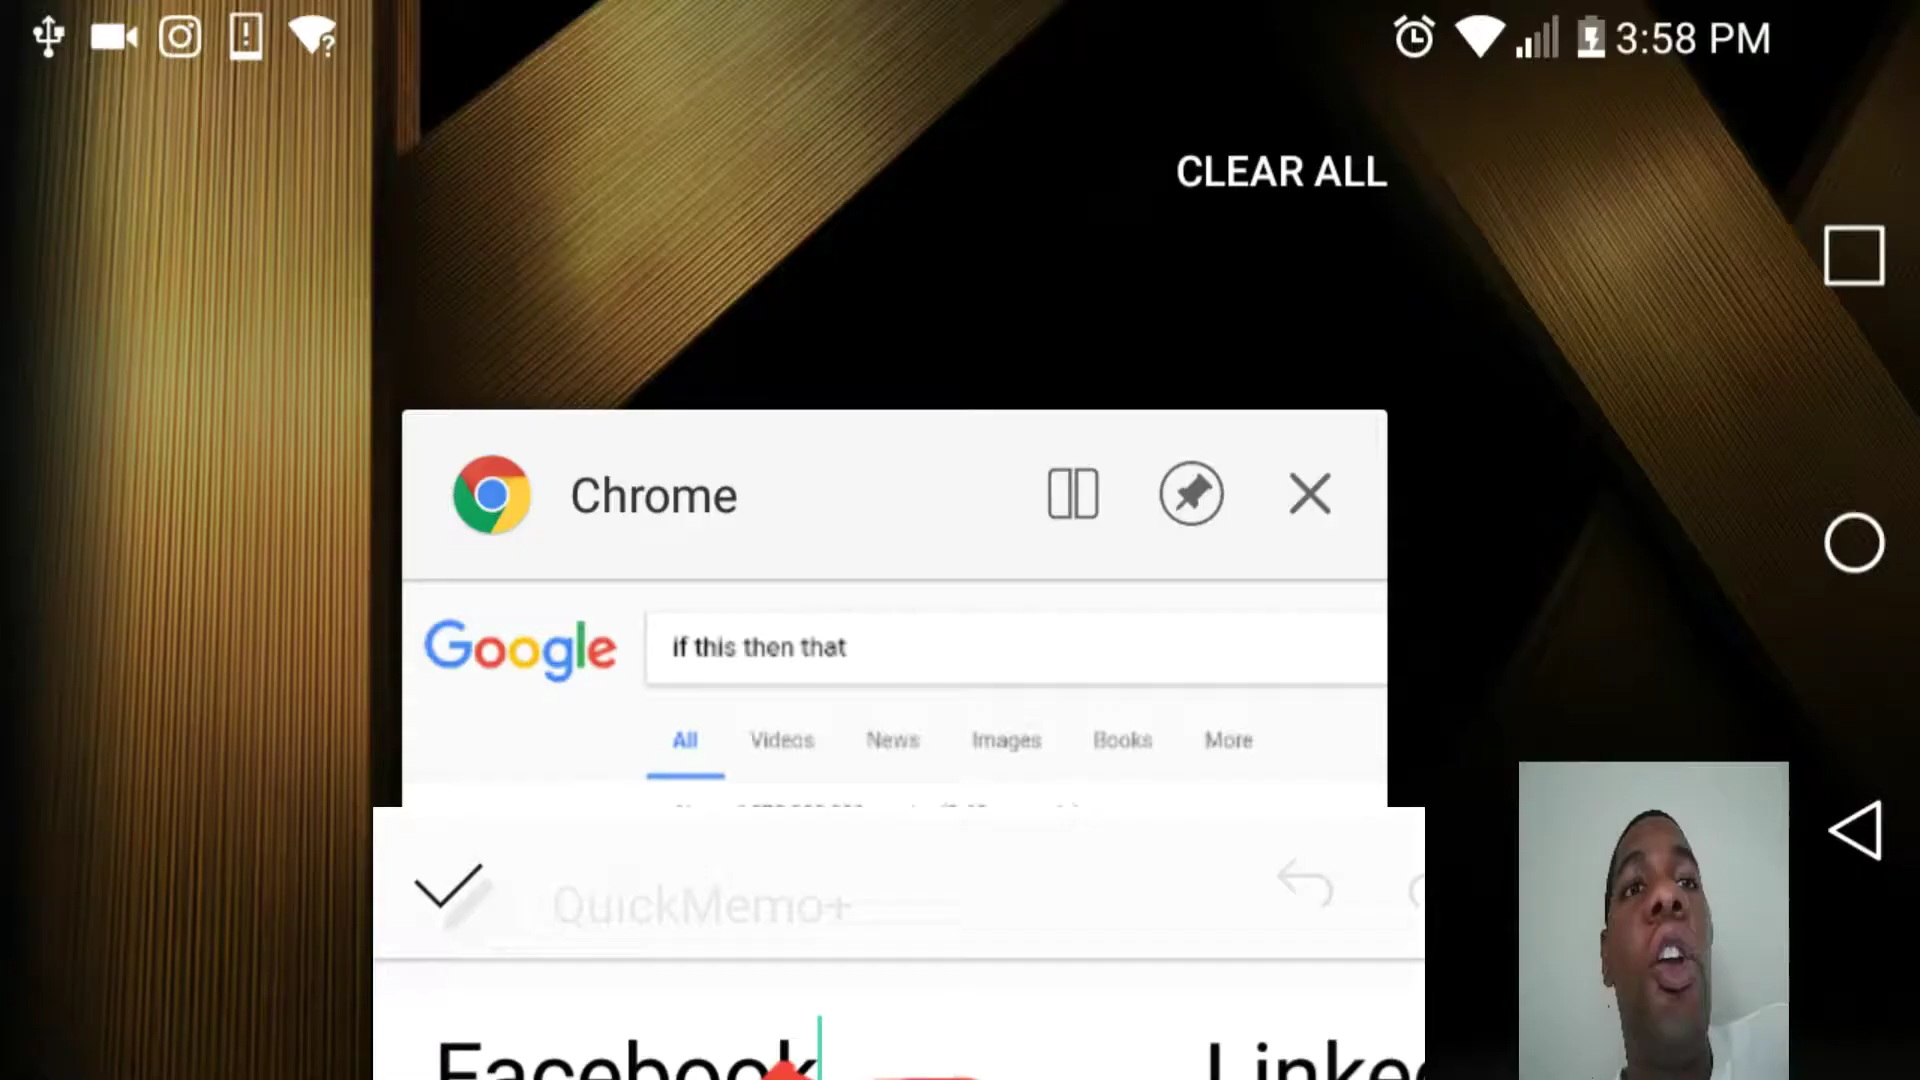 3:58 PM
CLEAR ALL
Chrome
Google
if this then that
All Videos News Images Books More
QuickMemo+
Facebook